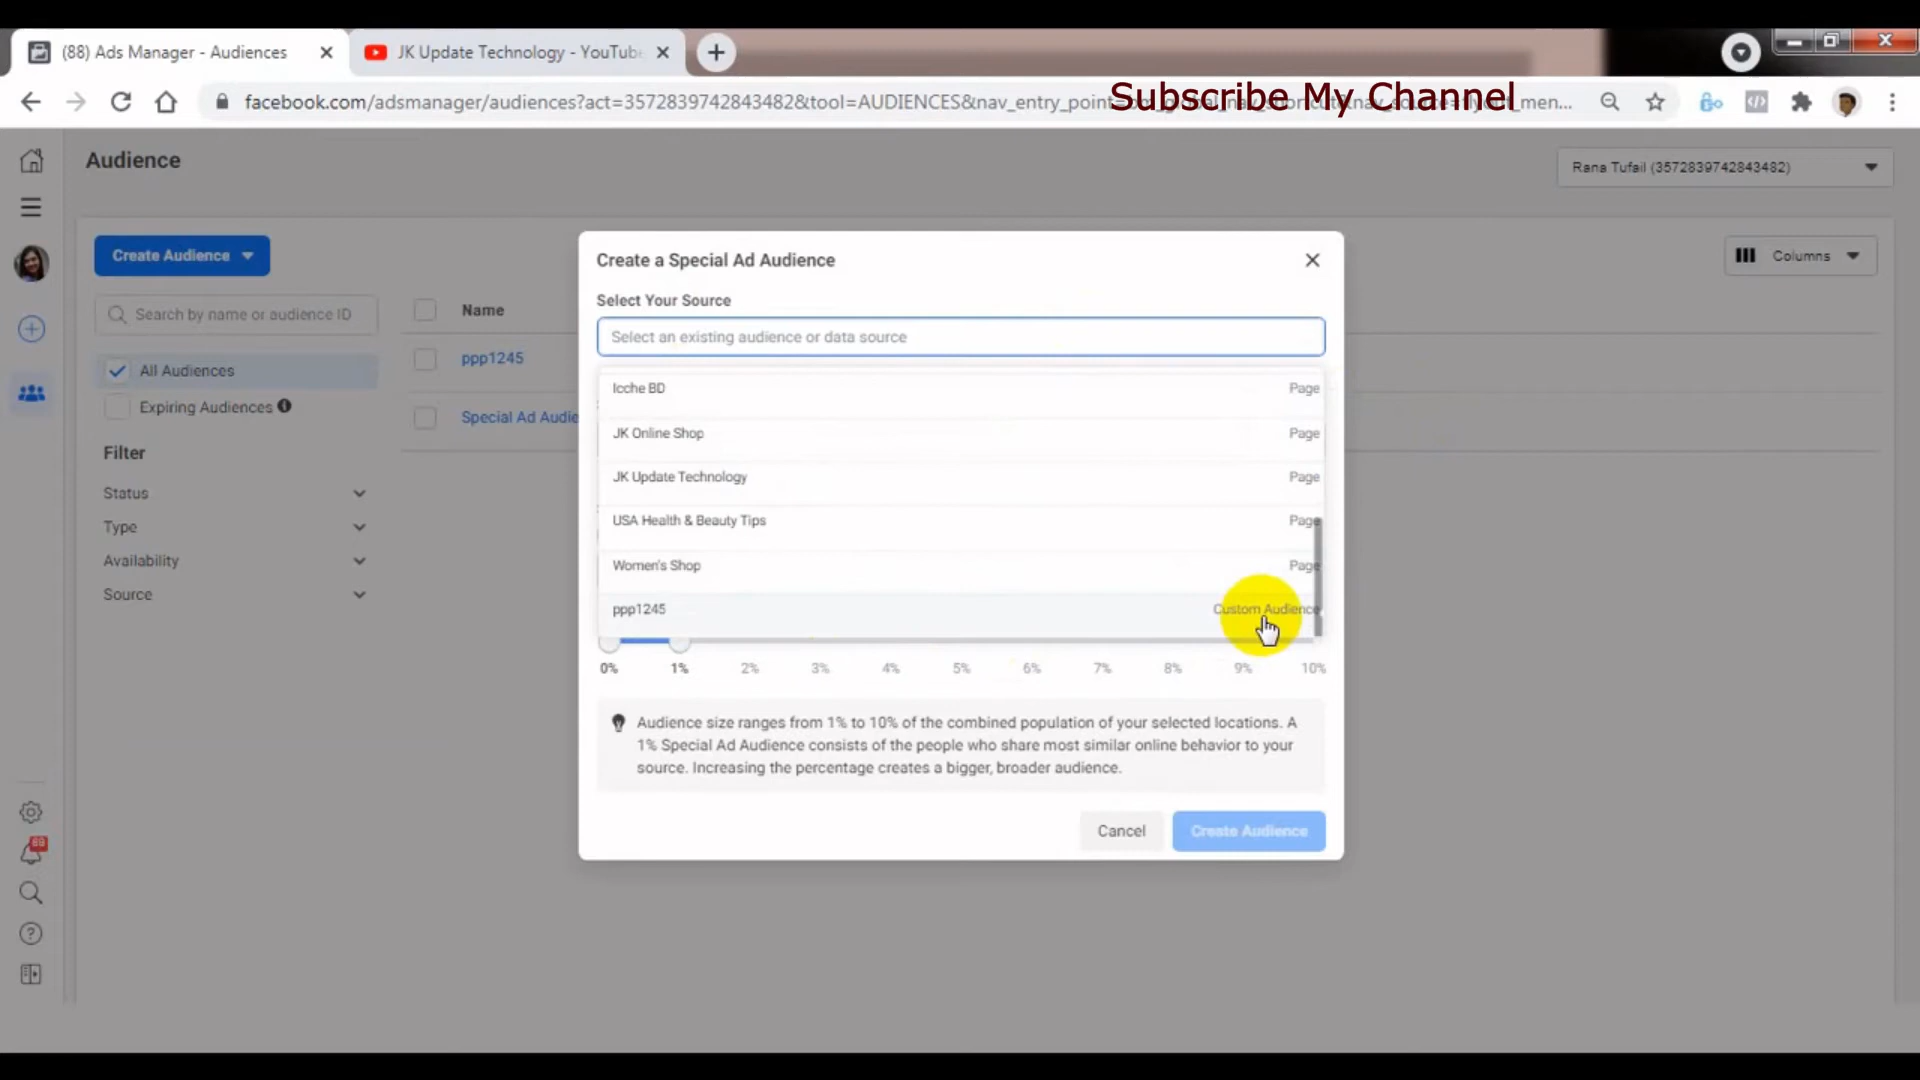 (88) Ads Manager - Audiences
JK Update Technology - YouTube
facebook.com/adsmanager/audiences?act=3572839742843482&tool=AUDIENCES&nav_entry_point=
Subscribe My Channel
Audience
Rana Tufail (3572839742843482)
Create Audience
Columns
Search by name or audience ID
Name
All Audiences
ppp1245
Expiring Audiences
Special Ad Audie
Filter
Status
Type
Availability
Source
Create a Special Ad Audience
Select Your Source
Select an existing audience or data source
Icche BD Page
JK Online Shop Page
JK Update Technology Page
USA Health & Beauty Tips Page
Women's Shop Page
ppp1245 Custom Audience
0% 1% 2% 3% 4% 5% 6% 7% 8% 9% 10%
Audience size ranges from 1% to 10% of the combined population of your selected locations. A
1% Special Ad Audience consists of the people who share most similar online behavior to your
source. Increasing the percentage creates a bigger, broader audience.
Cancel
Create Audience